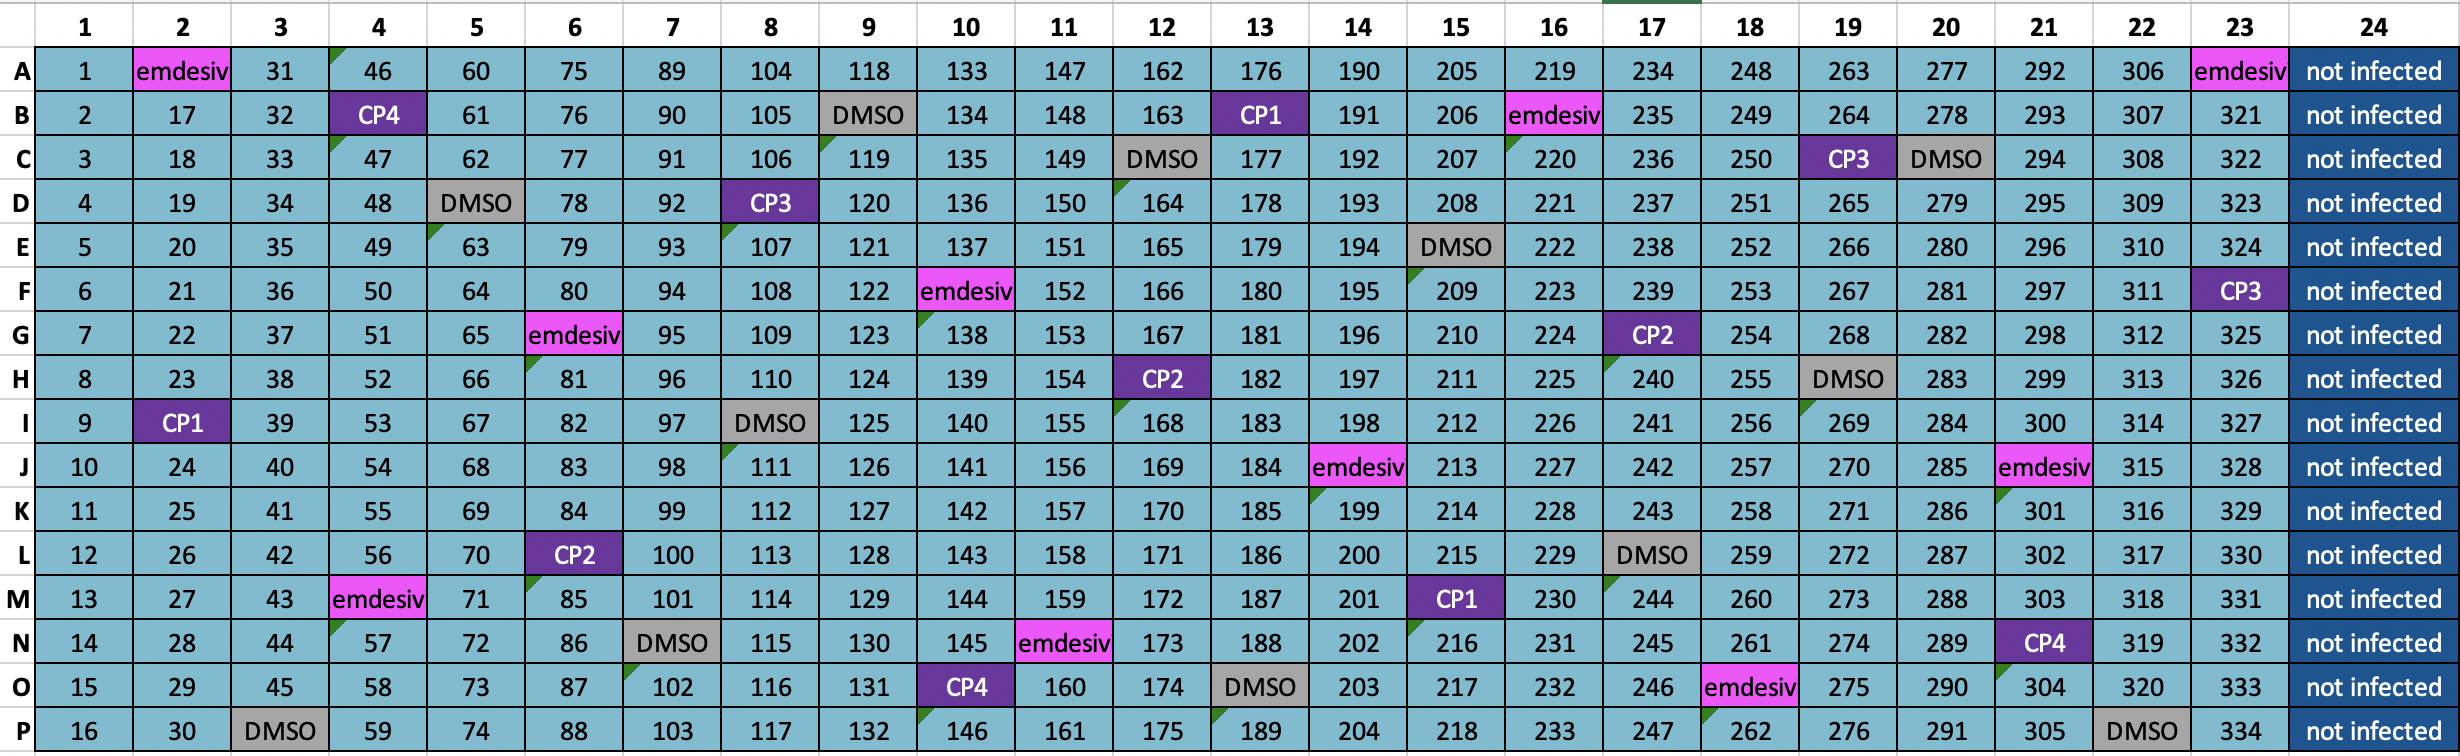 1 2 3 4 5 6 7 8 9 10 11 12 13 14 15 16 17 18 19 20 21 22 23 24
A 1 emdesiv 31 46 60 75 89 104 118 133 147 162 176 190 205 219 234 248 263 277 292 306 emdesiv not infected
B 2 17 32 CP4 61 76 90 105 DMSO 134 148 163 CP1 191 206 emdesiv 235 249 264 278 293 307 321 not infected
C 3 18 33 47 62 77 91 106 119 135 149 DMSO 177 192 207 220 236 250 CP3 DMSO 294 308 322 not infected
D 4 19 34 48 DMSO 78 92 CP3 120 136 150 164 178 193 208 221 237 251 265 279 295 309 323 not infected
E 5 20 35 49 63 79 93 107 121 137 151 165 179 194 DMSO 222 238 252 266 280 296 310 324 not infected
F 6 21 36 50 64 80 94 108 122 emdesiv 152 166 180 195 209 223 239 253 267 281 297 311 CP3 not infected
G 7 22 37 51 65 emdesiv 95 109 123 138 153 167 181 196 210 224 CP2 254 268 282 298 312 325 not infected
H 8 23 38 52 66 81 96 110 124 139 154 CP2 182 197 211 225 240 255 DMSO 283 299 313 326 not infected
I 9 CP1 39 53 67 82 97 DMSO 125 140 155 168 183 198 212 226 241 256 269 284 300 314 327 not infected
J 10 24 40 54 68 83 98 111 126 141 156 169 184 emdesiv 213 227 242 257 270 285 emdesiv 315 328 not infected
K 11 25 41 55 69 84 99 112 127 142 157 170 185 199 214 228 243 258 271 286 301 316 329 not infected
L 12 26 42 56 70 CP2 100 113 128 143 158 171 186 200 215 229 DMSO 259 272 287 302 317 330 not infected
M 13 27 43 emdesiv 71 85 101 114 129 144 159 172 187 201 CP1 230 244 260 273 288 303 318 331 not infected
N 14 28 44 57 72 86 DMSO 115 130 145 emdesiv 173 188 202 216 231 245 261 274 289 CP4 319 332 not infected
O 15 29 45 58 73 87 102 116 131 CP4 160 174 DMSO 203 217 232 246 emdesiv 275 290 304 320 333 not infected
P 16 30 DMSO 59 74 88 103 117 132 146 161 175 189 204 218 233 247 262 276 291 305 DMSO 334 not infected